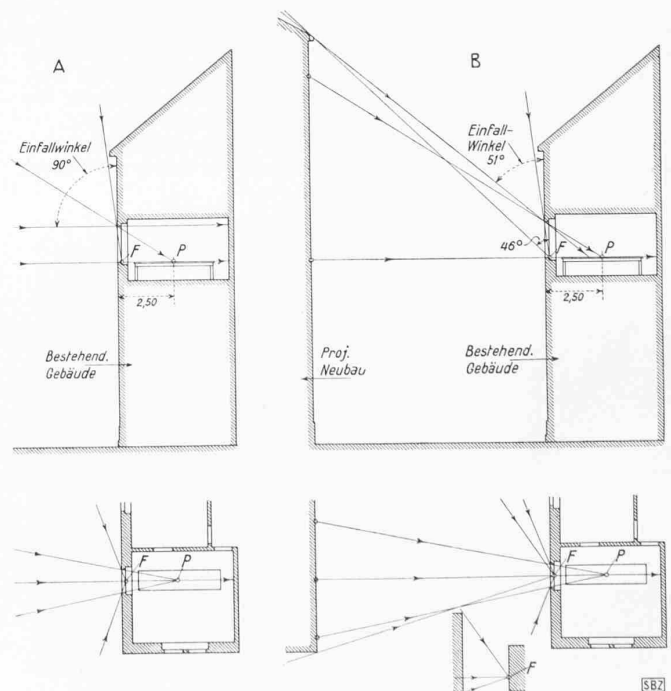 A
Einfallwinkel
90°
F
P
2,50
Bestehend.
Gebäude
B
Einfall-
Winkel
51°
46°
F
P
2,50
Proj.
Neubau
Bestehend.
Gebäude
F
P
F
P
F
SBZ